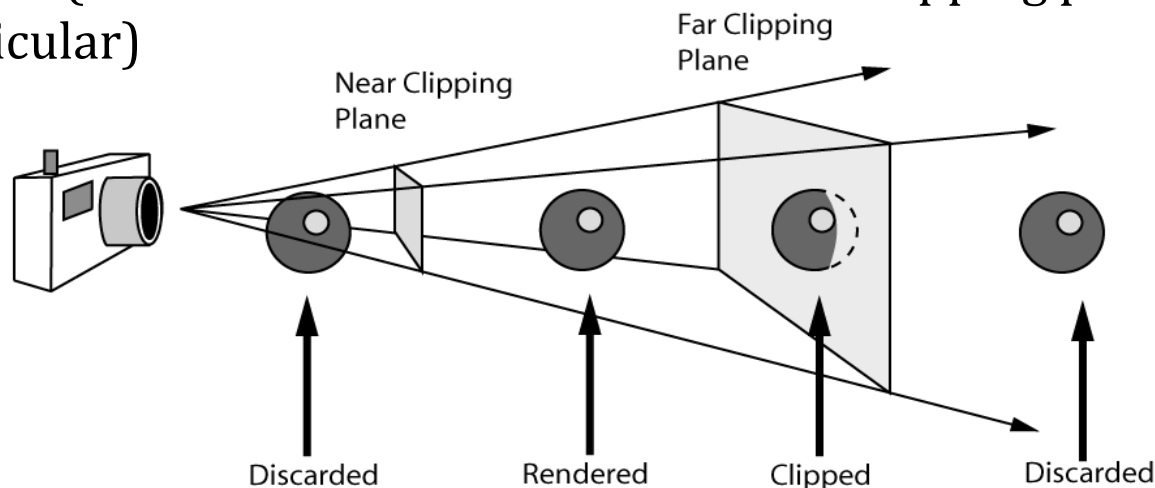 icular)
Far Clipping
Plane
Near Clipping
Plane
Discarded
Rendered
Clipped
Discarded